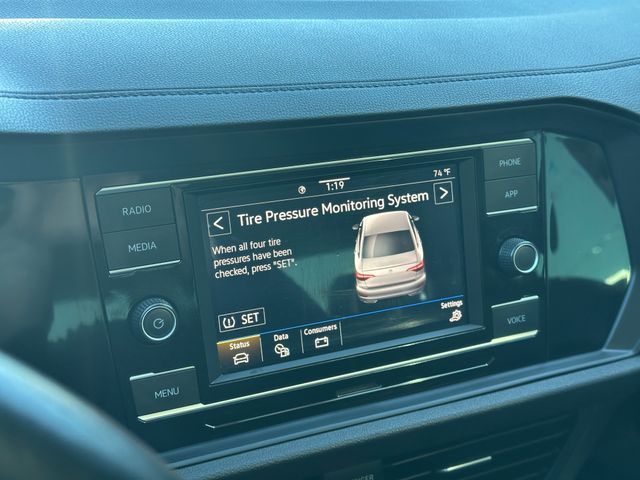 1:19
74 °F
Tire Pressure Monitoring System
When all four tire
pressures have been
checked, press "SET".
SET
Status
Data
Consumers
Settings
RADIO
MEDIA
MENU
PHONE
APP
VOICE